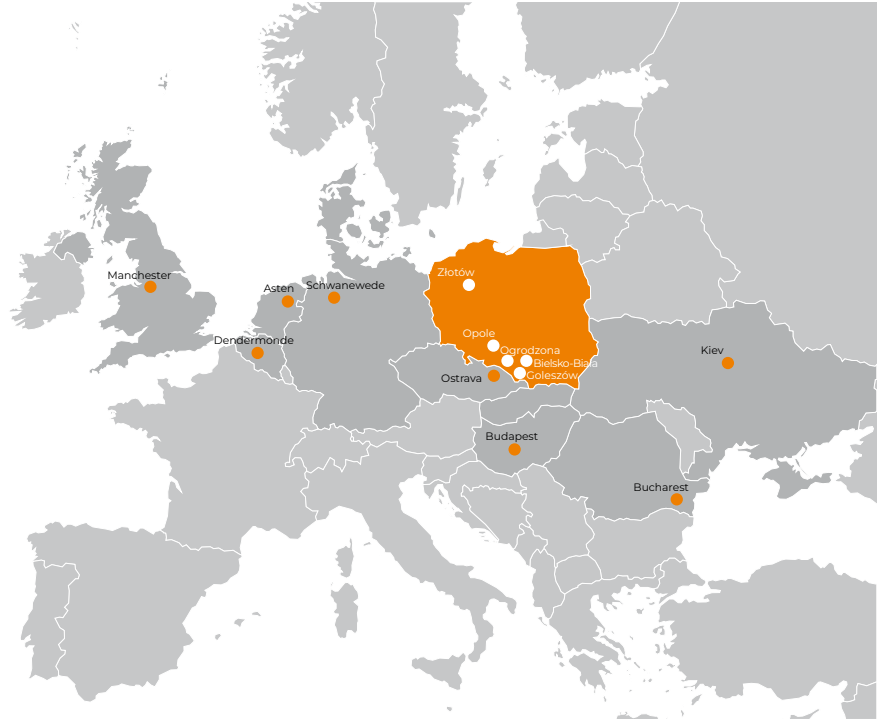 Złotów
Manchester
Asten
Schwanewede
Opole
Dendermonde
Ogrodzona
Kiev
Bielsko-Biała
Goleszów
Ostrava
Budapest
Bucharest